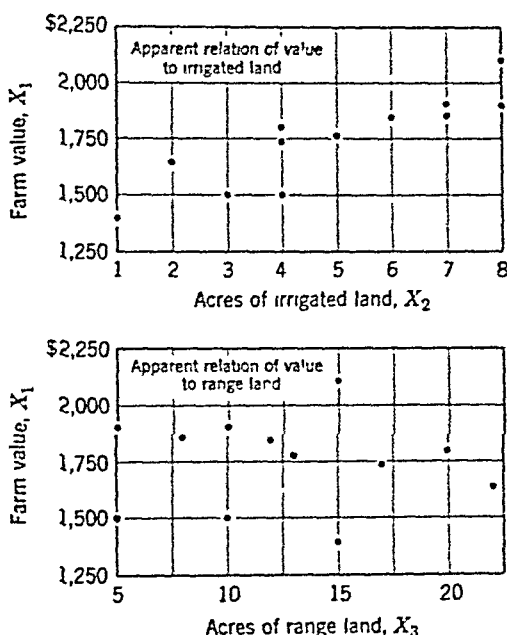 $2,250
Apparent relation of value
to irrigated land
2,000
1,750
1,500
1,250
Farm value, X1
1 2 3 4 5 6 7 8
Acres of irrigated land, X2
$2,250
Apparent relation of value
to range land
2,000
1,750
1,500
1,250
Farm value, X1
5 10 15 20
Acres of range land, X3